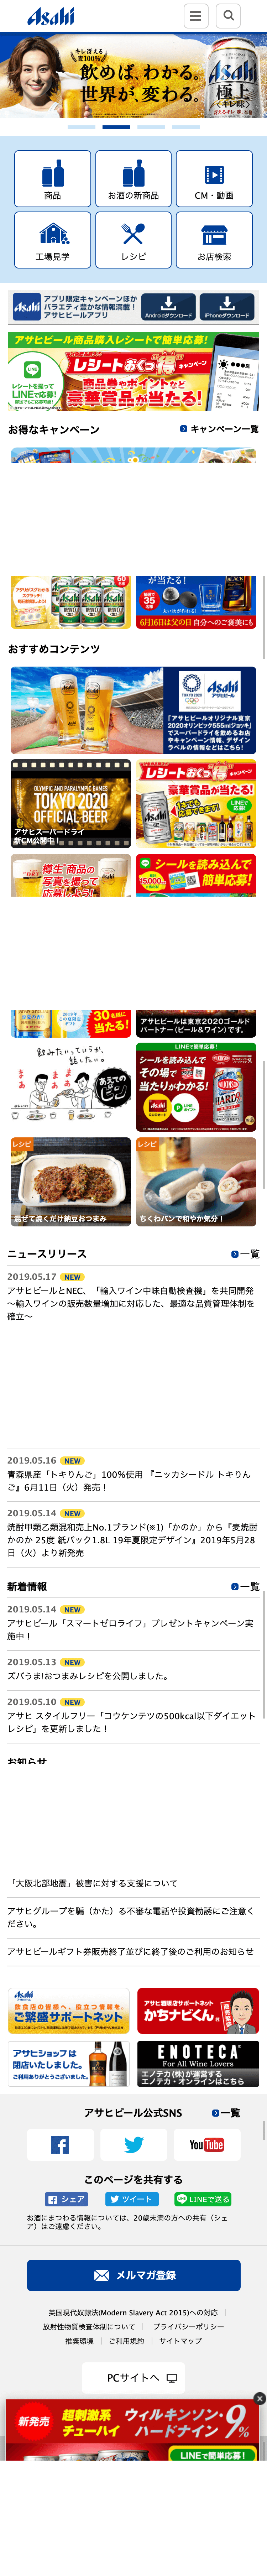 Asahi
キレ冴える
麦100%
飲めば、わかる。
世界が、変わる。
Asahi
極上
キレ味
商品
お酒の新商品
CM・動画
工場見学
レシピ
お店検索
Asahi
アプリ限定キャンペーンほか
バラエティ豊かな情報満載！
アサヒビールアプリ
Androidダウンロード
iPhoneダウンロード
アサヒビール商品購入レシートで応募しよう！
レシートおくっ得キャンペーン
LINE
レシートを撮って
LINEで応募！
商品券やポイントなど
豪華賞品が当たる！
お得なキャンペーン
キャンペーン一覧
が当たる！
抽選で
35名様
6月16日は父の日 自分へのご褒美にも
おすすめコンテンツ
Asahi
TOKYO 2020
「アサヒビールオリジナル東京
2020オリンピック555mlジョッキ」
でスーパードライを飲めるお店
やキャンペーン情報、デザイン
ラベルの情報などはこちら！
OLYMPIC AND PARALYMPIC GAMES
TOKYO 2020
OFFICIAL BEER
アサヒスーパードライ
新CM公開中！
レシートおくっ得キャンペーン
豪華賞品が当たる！
LINEで応募！
樽生商品の
写真を撮って
シールを読み込んで
簡単応募！
30名様に
当たる！
アサヒビールは東京2020ゴールド
パートナー（ビール＆ワイン）です。
飲みたいっていうか、
話したい。
まあ
まあ
LINEで簡単応募！
シールを読み込んで
その場で
当たりがわかる！
レシピ
混ぜて焼くだけ納豆おつまみ
レシピ
ちくわパンで和やか気分！
ニュースリリース
一覧
2019.05.17 NEW
アサヒビールとNEC、「輸入ワイン中味自動検査機」を共同開発
～輸入ワインの販売数量増加に対応した、最適な品質管理体制を
確立～
2019.05.16 NEW
青森県産「トキりんご」100％使用 『ニッカシードル トキりん
ご』6月11日（火）発売！
2019.05.14 NEW
焼酎甲類乙類混和売上No.1ブランド(※1)「かのか」から『麦焼酎
かのか 25度 紙パック1.8L 19年夏限定デザイン』2019年5月28
日（火）より新発売
新着情報
一覧
2019.05.14 NEW
アサヒビール「スマートゼロライフ」プレゼントキャンペーン実
施中！
2019.05.13 NEW
ズバうま!おつまみレシピを公開しました。
2019.05.10 NEW
アサヒ スタイルフリー「コウケンテツの500kcal以下ダイエット
レシピ」を更新しました！
お知らせ
「大阪北部地震」被害に対する支援について
アサヒグループを騙（かた）る不審な電話や投資勧誘にご注意く
ださい。
アサヒビールギフト券販売終了並びに終了後のご利用のお知らせ
Asahi
飲食店の皆様へ、役立つ情報を。
ご繁盛サポートネット
アサヒ酒販店サポートネット
かちナビくん
アサヒショップは
閉店いたしました。
ご利用ありがとうございました。
ENOTECA
For All Wine Lovers
エノテカ(株)が運営する
エノテカ・オンラインはこちら
アサヒビール公式SNS
一覧
YouTube
このページを共有する
シェア
ツイート
LINEで送る
お酒にまつわる情報については、20歳未満の方への共有（シェ
ア）はご遠慮ください。
メルマガ登録
英国現代奴隷法(Modern Slavery Act 2015)への対応
放射性物質検査体制について
プライバシーポリシー
推奨環境
ご利用規約
サイトマップ
PCサイトへ
新発売
超刺激系
チューハイ
ウィルキンソン・
ハードナイン
9%
LINEで簡単応募！